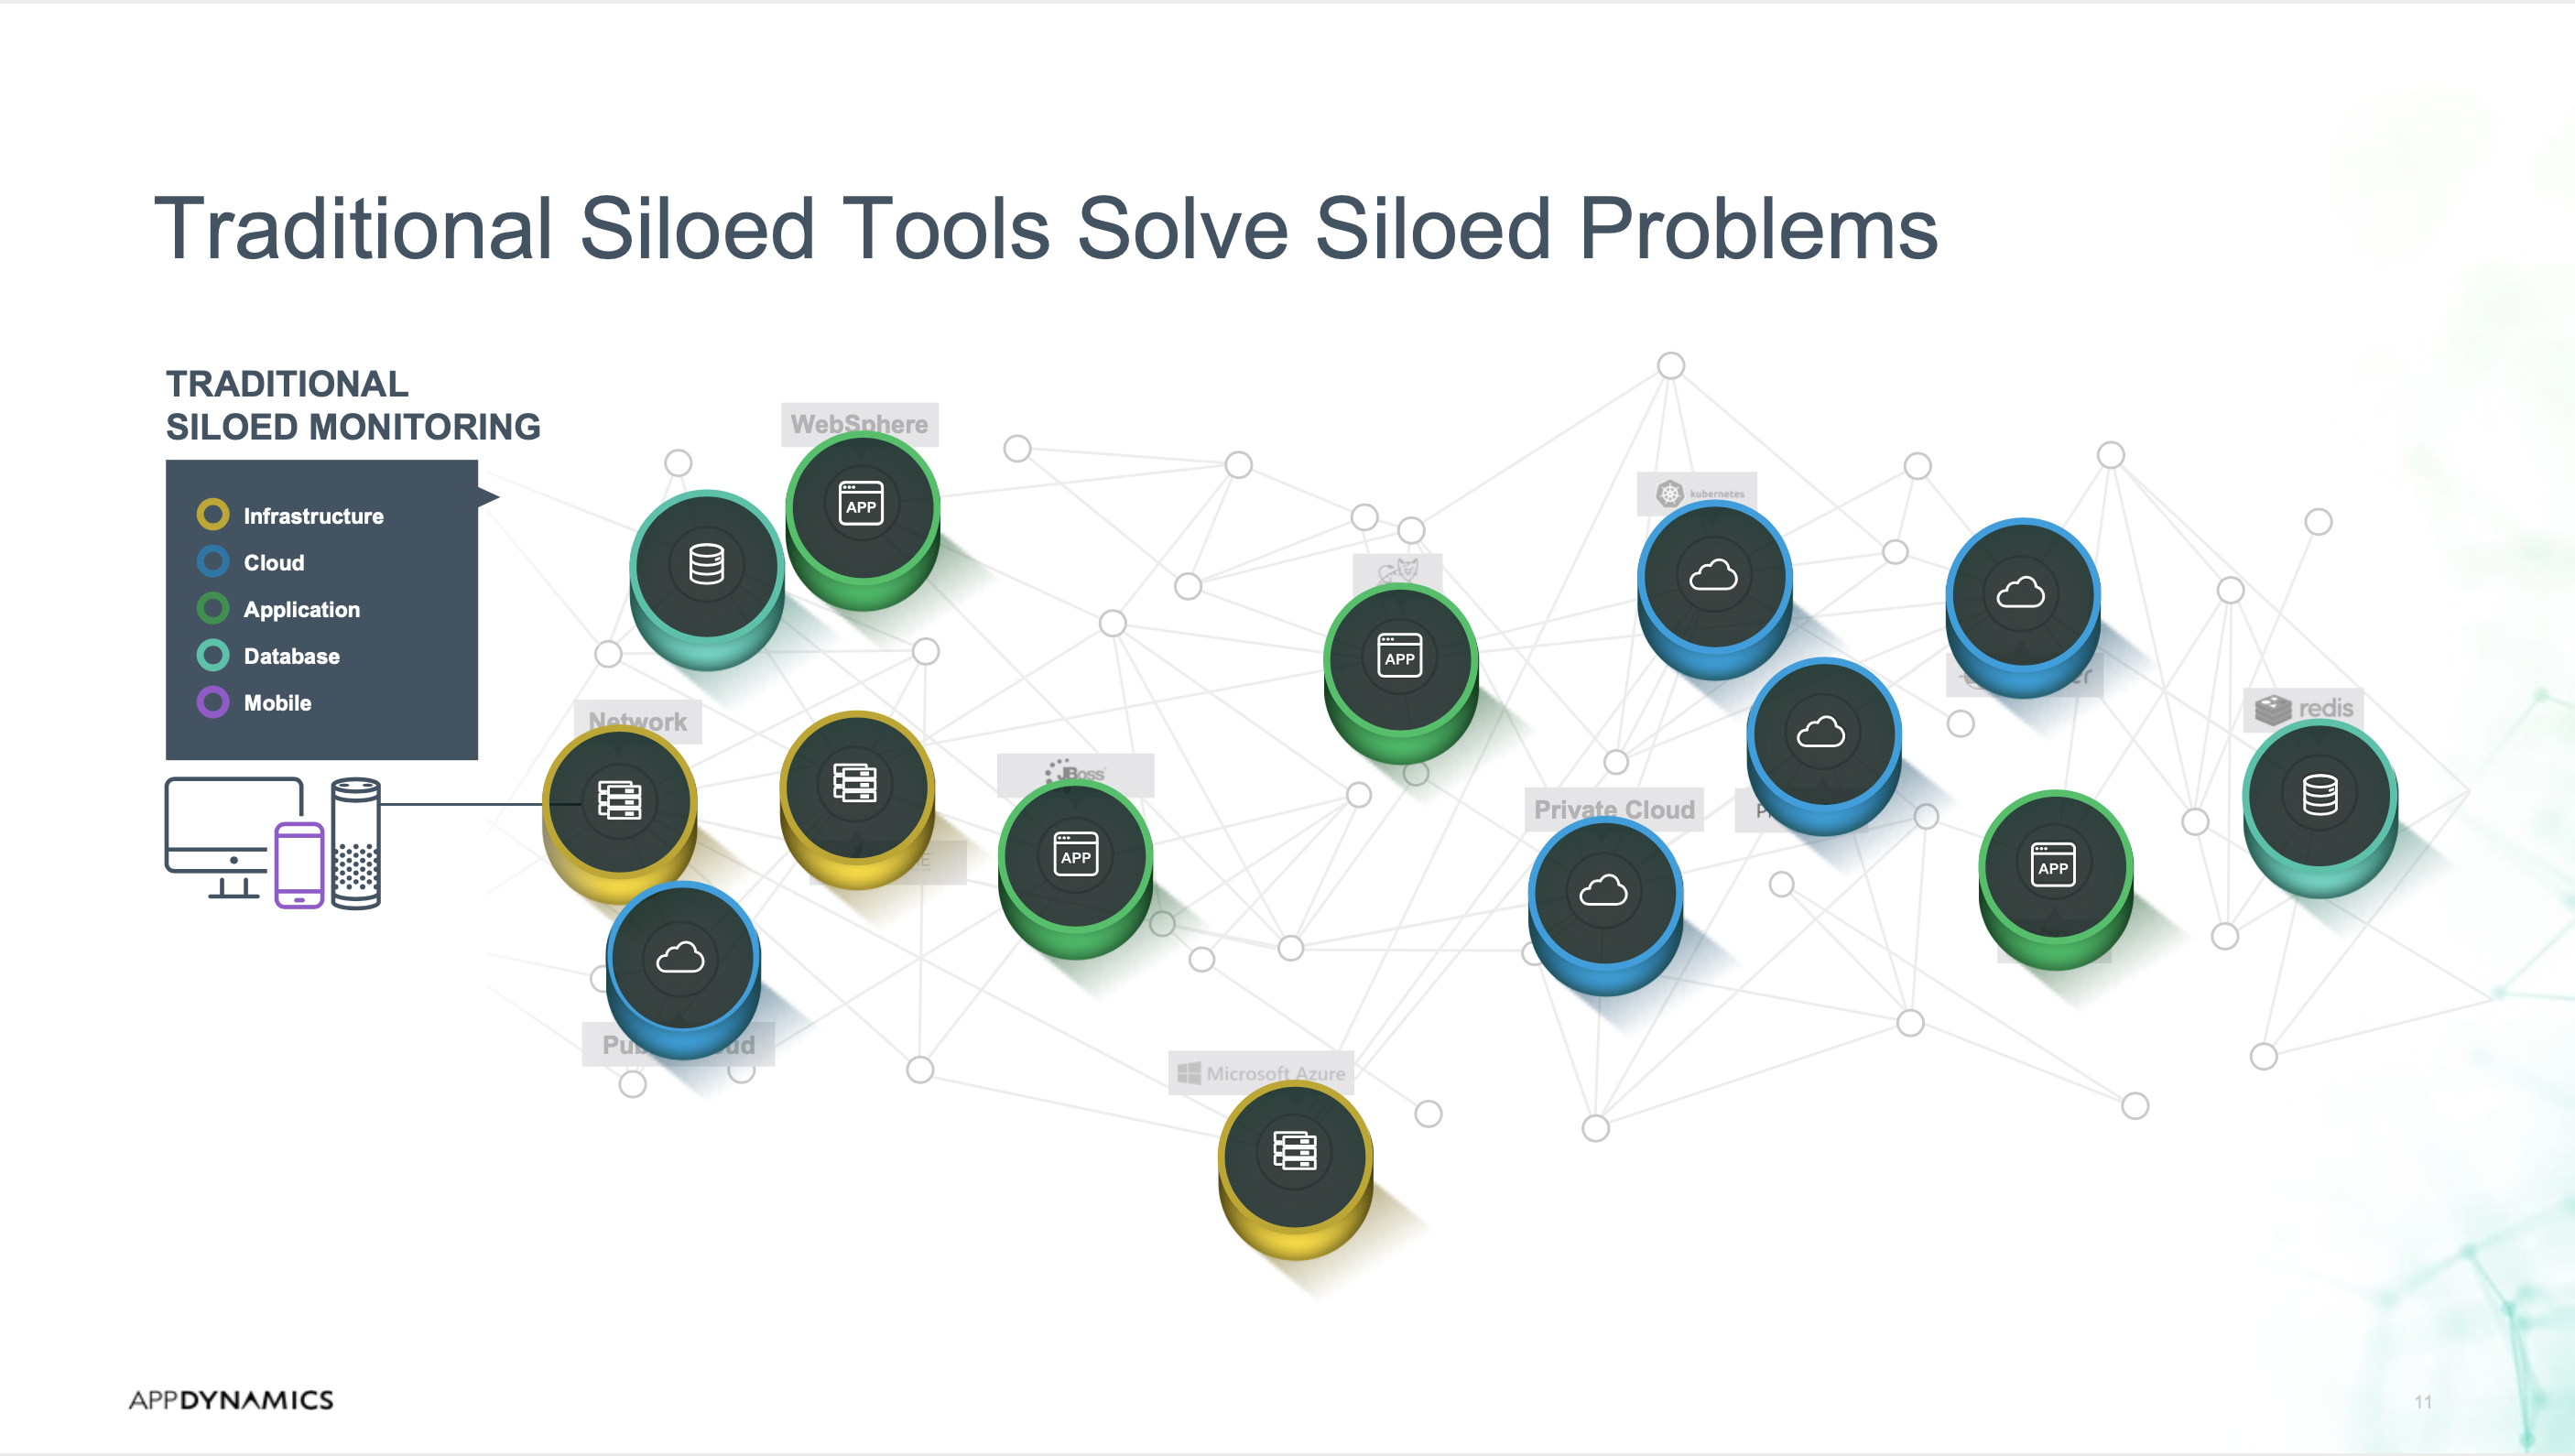 Traditional Siloed Tools Solve Siloed Problems
TRADITIONAL
SILOED MONITORING
Infrastructure
Cloud
Application
Database
Mobile
WebSphere
APP
kubernetes
APP
Network
redis
JBoss
APP
Private Cloud
APP
Microsoft Azure
APPDYNAMICS
11